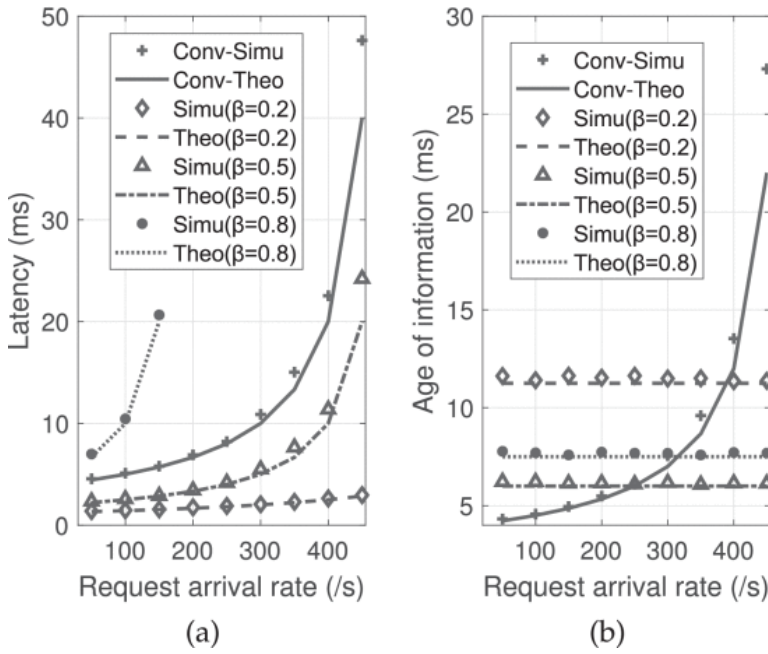 50
40
30
20
10
0
Latency (ms)
Conv-Simu
Conv-Theo
Simu(β=0.2)
Theo(β=0.2)
Simu(β=0.5)
Theo(β=0.5)
Simu(β=0.8)
Theo(β=0.8)
100 200 300 400
Request arrival rate (/s)
(a)
30
25
20
15
10
5
Age of information (ms)
Conv-Simu
Conv-Theo
Simu(β=0.2)
Theo(β=0.2)
Simu(β=0.5)
Theo(β=0.5)
Simu(β=0.8)
Theo(β=0.8)
100 200 300 400
Request arrival rate (/s)
(b)